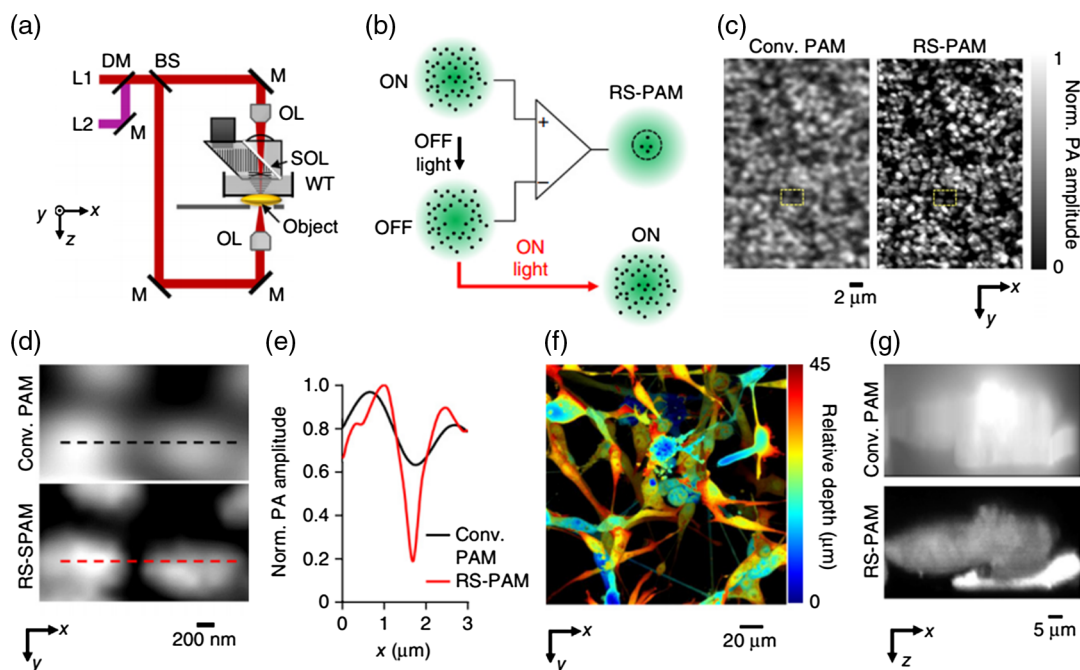 (a)
DM
BS
L1
M
L2
M
OL
SOL
WT
Object
OL
M
M
y
x
z
(b)
ON
OFF
light
OFF
+
−
RS-PAM
ON
light
ON
(c)
Conv. PAM
RS-PAM
1
Norm. PA amplitude
0
2 μm
x
y
(d)
Conv. PAM
RS-SPAM
x
y
200 nm
(e)
Norm. PA amplitude
1.0
0.8
0.6
0.4
0.2
0
Conv.
PAM
RS-PAM
0
1
2
3
x (μm)
(f)
45
Relative depth (μm)
0
20 μm
x
y
(g)
Conv. PAM
RS-PAM
x
z
5 μm